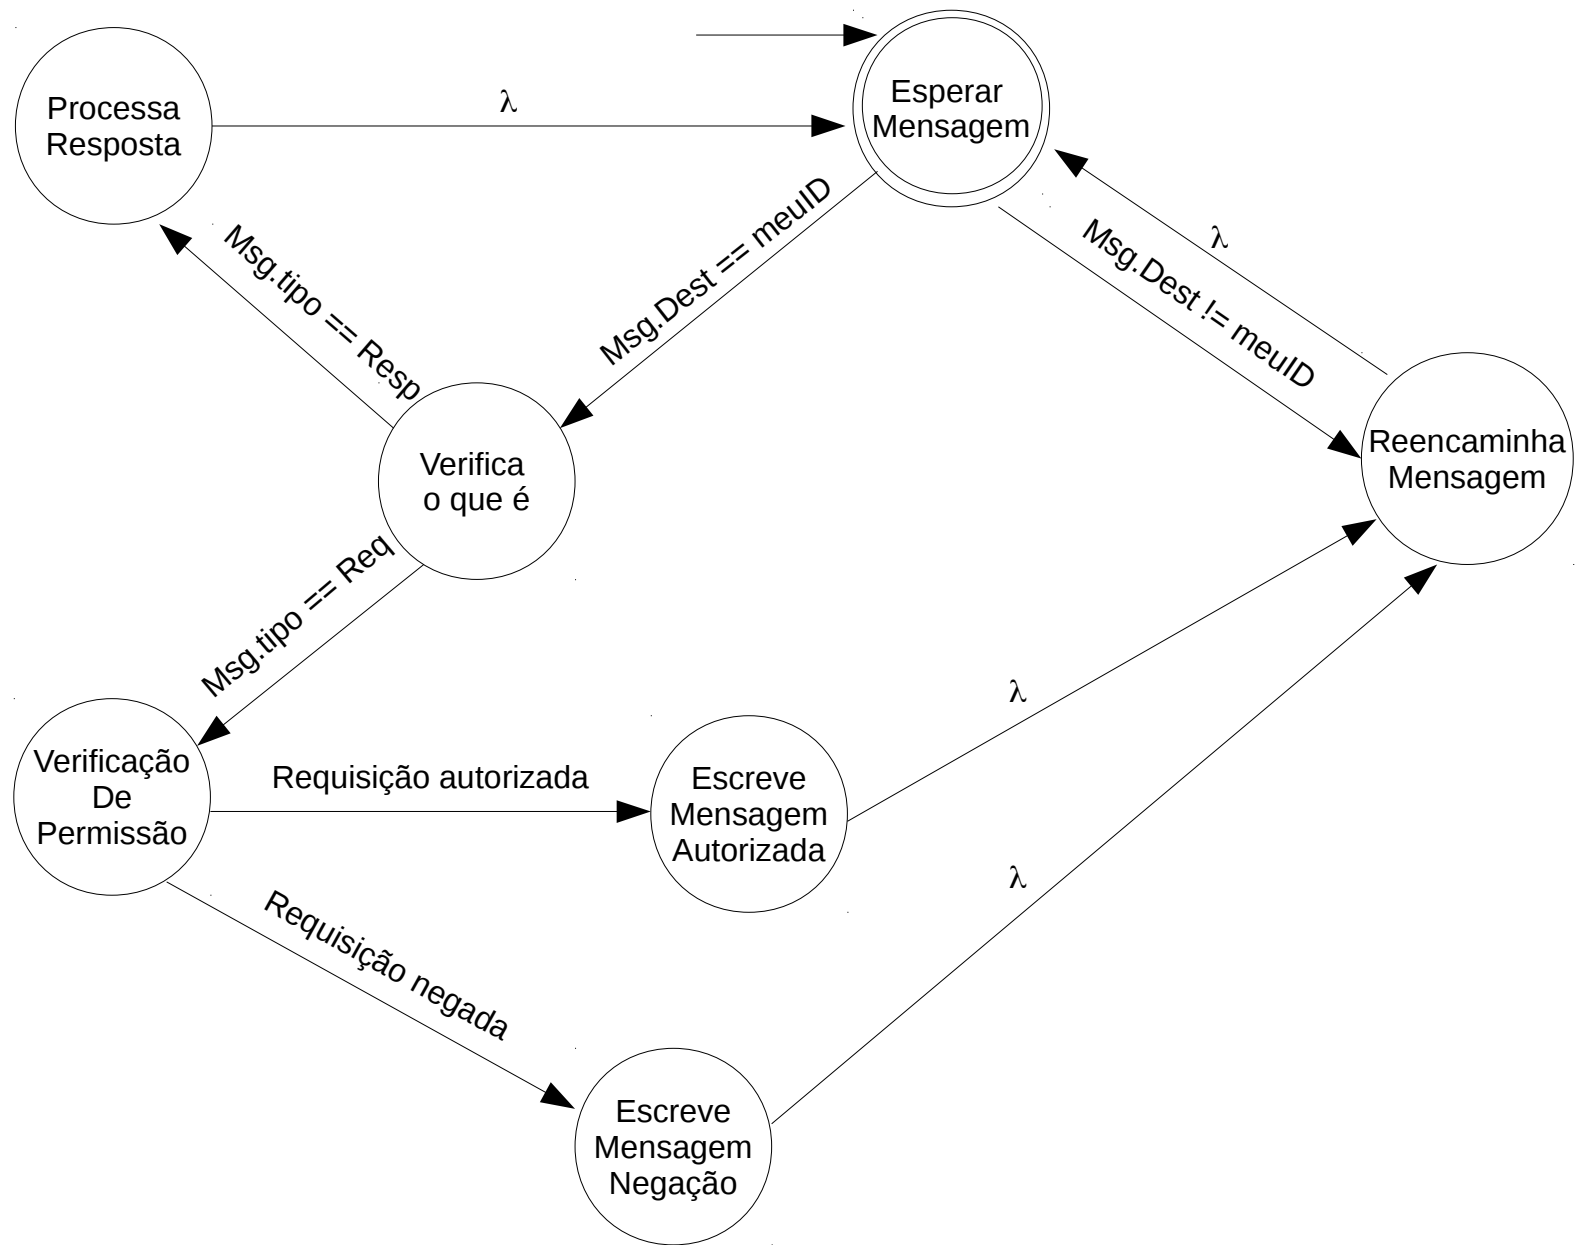 Processa
Resposta
λ
Esperar
Mensagem
Msg.tipo == Resp
Msg.Dest == meuID
λ
Msg.Dest != meuID
Verifica
o que é
Reencaminha
Mensagem
Msg.tipo == Req
λ
Verificação
De
Permissão
Requisição autorizada
Escreve
Mensagem
Autorizada
λ
Requisição negada
Escreve
Mensagem
Negação